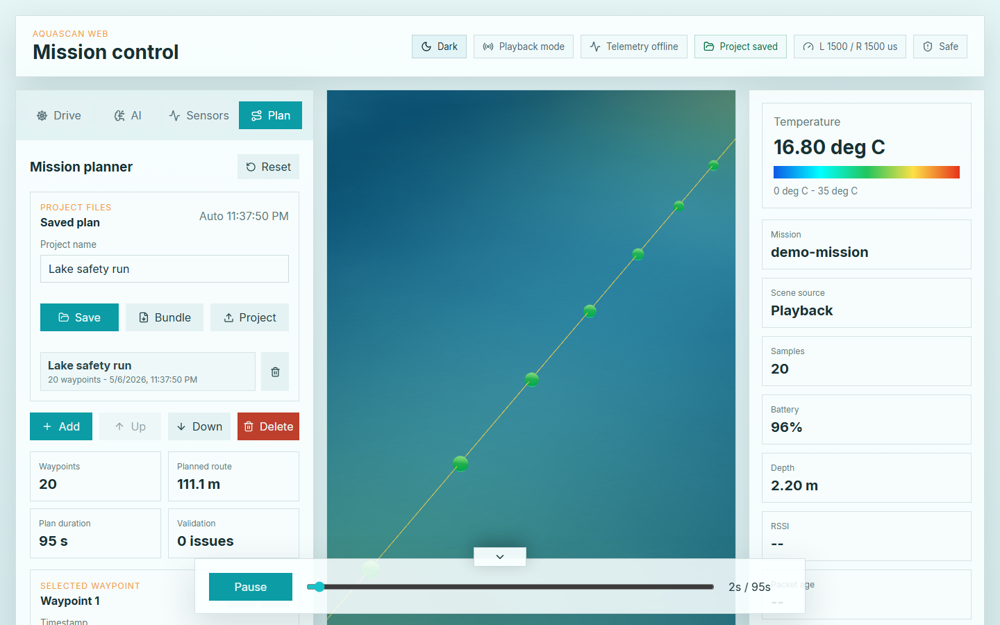 AQUASCAN WEB
Mission control
Dark
Playback mode
Telemetry offline
Project saved
L 1500 / R 1500 us
Safe
Drive
AI
Sensors
Plan
Mission planner
Reset
PROJECT FILES
Saved plan
Auto 11:37:50 PM
Project name
Lake safety run
Save
Bundle
Project
Lake safety run
20 waypoints - 5/6/2026, 11:37:50 PM
Add
Up
Down
Delete
Waypoints
20
Planned route
111.1 m
Plan duration
95 s
Validation
0 issues
SELECTED WAYPOINT
Waypoint 1
Timestamp
Pause
2s / 95s
Temperature
16.80 deg C
0 deg C - 35 deg C
Mission
demo-mission
Scene source
Playback
Samples
20
Battery
96%
Depth
2.20 m
RSSI
--
Packet age
--